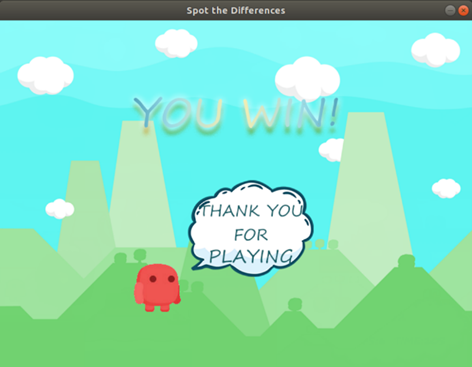 Spot the Differences
YOU WIN!
THANK YOU
FOR
PLAYING